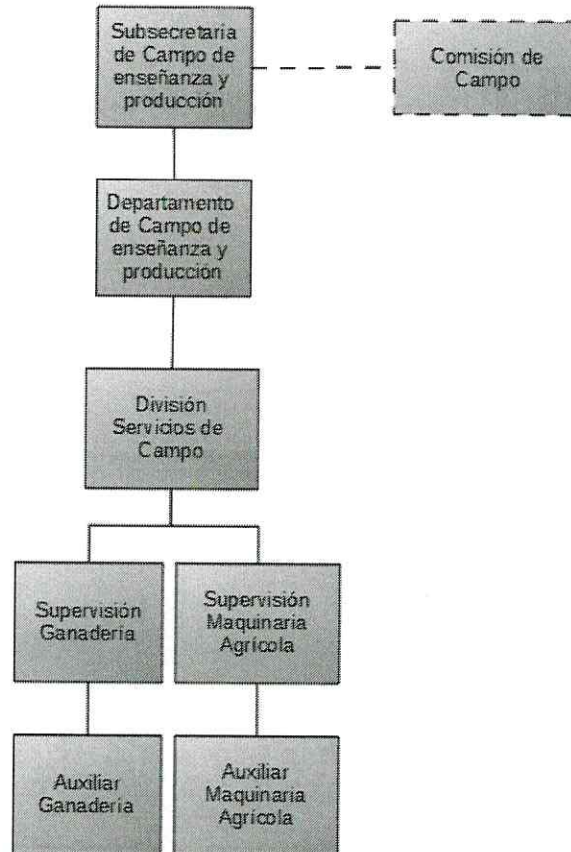 Subsecretaria
de Campo de
enseñanza y
producción
Comisión de
Campo
Departamento
de Campo de
enseñanza y
producción
División
Servicios de
Campo
Supervisión
Ganadería
Supervisión
Maquinaria
Agrícola
Auxiliar
Ganadería
Auxiliar
Maquinaria
Agrícola